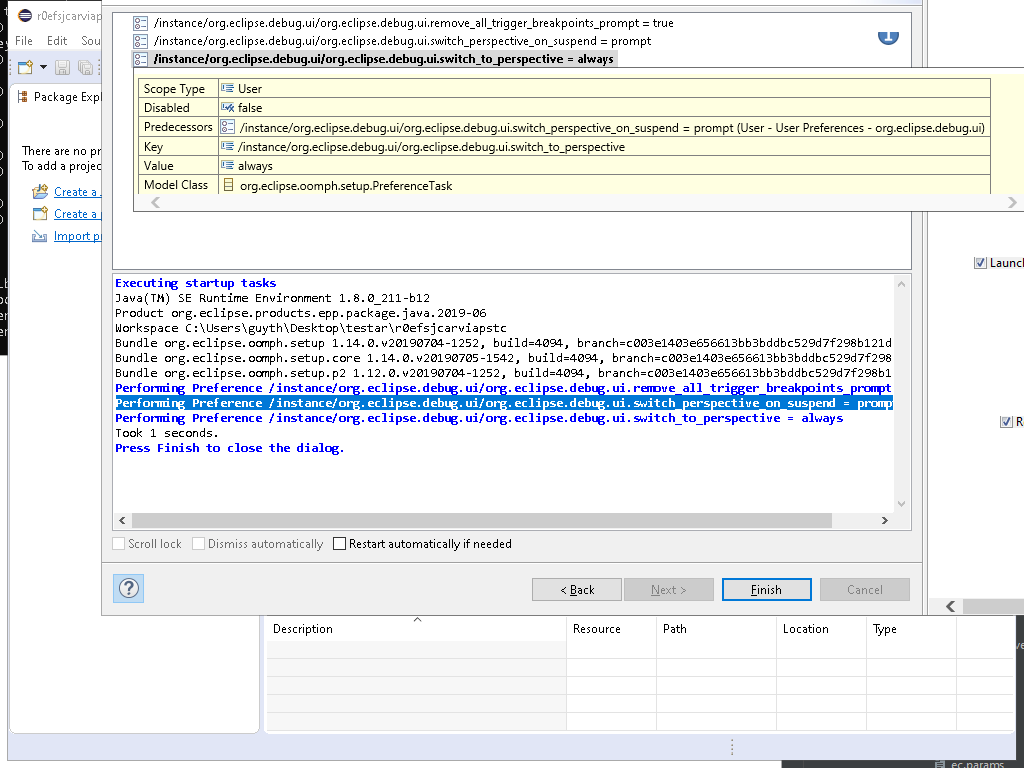 r0efsjcarviap
File Edit Sou
Package Expl
There are no pr
To add a projec
Create a
Create a
Import p
/instance/org.eclipse.debug.ui/org.eclipse.debug.ui.remove_all_trigger_breakpoints_prompt = true
/instance/org.eclipse.debug.ui/org.eclipse.debug.ui.switch_perspective_on_suspend = prompt
/instance/org.eclipse.debug.ui/org.eclipse.debug.ui.switch_to_perspective = always
Scope Type User
Disabled false
Predecessors /instance/org.eclipse.debug.ui/org.eclipse.debug.ui.switch_perspective_on_suspend = prompt (User - User Preferences - org.eclipse.debug.ui)
Key /instance/org.eclipse.debug.ui/org.eclipse.debug.ui.switch_to_perspective
Value always
Model Class org.eclipse.oomph.setup.PreferenceTask
Launch
R
Executing startup tasks
Java(TM) SE Runtime Environment 1.8.0_211-b12
Product org.eclipse.products.epp.package.java.2019-06
Workspace C:\Users\guyth\Desktop\testar\r0efsjcarviapstc
Bundle org.eclipse.oomph.setup 1.14.0.v20190704-1252, build=4094, branch=c003e1403e656613bb3bddbc529d7f298b121d
Bundle org.eclipse.oomph.setup.core 1.14.0.v20190705-1542, build=4094, branch=c003e1403e656613bb3bddbc529d7f298
Bundle org.eclipse.oomph.setup.p2 1.12.0.v20190704-1252, build=4094, branch=c003e1403e656613bb3bddbc529d7f298b1
Performing Preference /instance/org.eclipse.debug.ui/org.eclipse.debug.ui.remove_all_trigger_breakpoints_prompt
Performing Preference /instance/org.eclipse.debug.ui/org.eclipse.debug.ui.switch_perspective_on_suspend = promp
Performing Preference /instance/org.eclipse.debug.ui/org.eclipse.debug.ui.switch_to_perspective = always
Took 1 seconds.
Press Finish to close the dialog.
Scroll lock Dismiss automatically Restart automatically if needed
< Back Next > Finish Cancel
Description Resource Path Location Type
ec.params